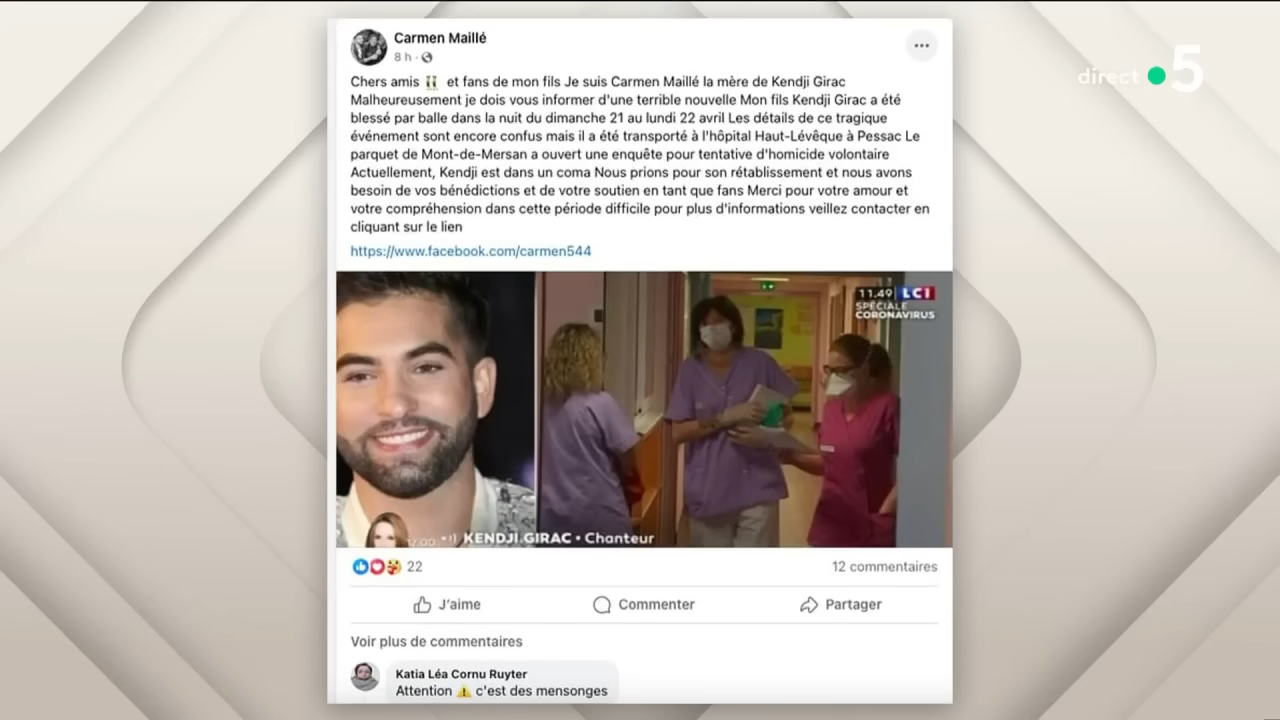 Carmen Maillé
8 h
direct 5
Chers amis et fans de mon fils Je suis Carmen Maillé la mère de Kendji Girac
Malheureusement je dois vous informer d'une terrible nouvelle Mon fils Kendji Girac a été
blessé par balle dans la nuit du dimanche 21 au lundi 22 avril Les détails de ce tragique
événement sont encore confus mais il a été transporté à l'hôpital Haut-Lévêque à Pessac Le
parquet de Mont-de-Mersan a ouvert une enquête pour tentative d'homicide volontaire
Actuellement, Kendji est dans un coma Nous prions pour son rétablissement et nous avons
besoin de vos bénédictions et de votre soutien en tant que fans Merci pour votre amour et
votre compréhension dans cette période difficile pour plus d'informations veillez contacter en
cliquant sur le lien
https://www.facebook.com/carmen544
11.49 LCI
SPÉCIALE
CORONAVIRUS
KENDJI GIRAC • Chanteur
22
12 commentaires
J'aime
Commenter
Partager
Voir plus de commentaires
Katia Léa Cornu Ruyter
Attention ⚠️ c'est des mensonges